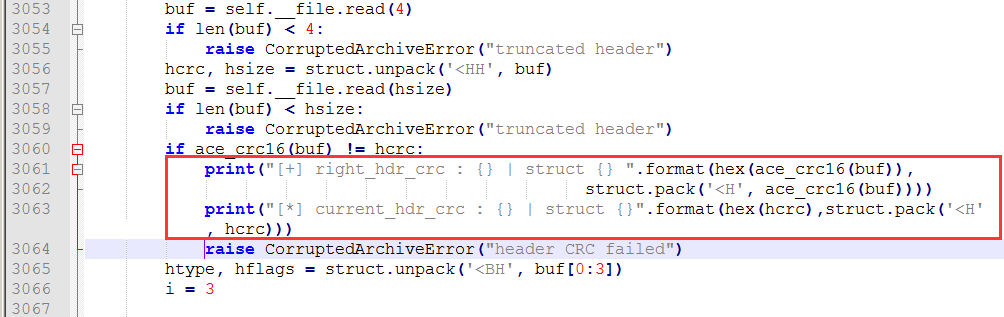 3053 buf = self.__file.read(4)
3054 if len(buf) < 4:
3055 raise CorruptedArchiveError("truncated header")
3056 hcrc, hsize = struct.unpack('<HH', buf)
3057 buf = self.__file.read(hsize)
3058 if len(buf) < hsize:
3059 raise CorruptedArchiveError("truncated header")
3060 if ace_crc16(buf) != hcrc:
3061 print("[+] right_hdr_crc : {} | struct {} ".format(hex(ace_crc16(buf)),
3062 struct.pack('<H', ace_crc16(buf))))
3063 print("[*] current_hdr_crc : {} | struct {}".format(hex(hcrc),struct.pack('<H'
, hcrc)))
3064 raise CorruptedArchiveError("header CRC failed")
3065 htype, hflags = struct.unpack('<BH', buf[0:3])
3066 i = 3
3067